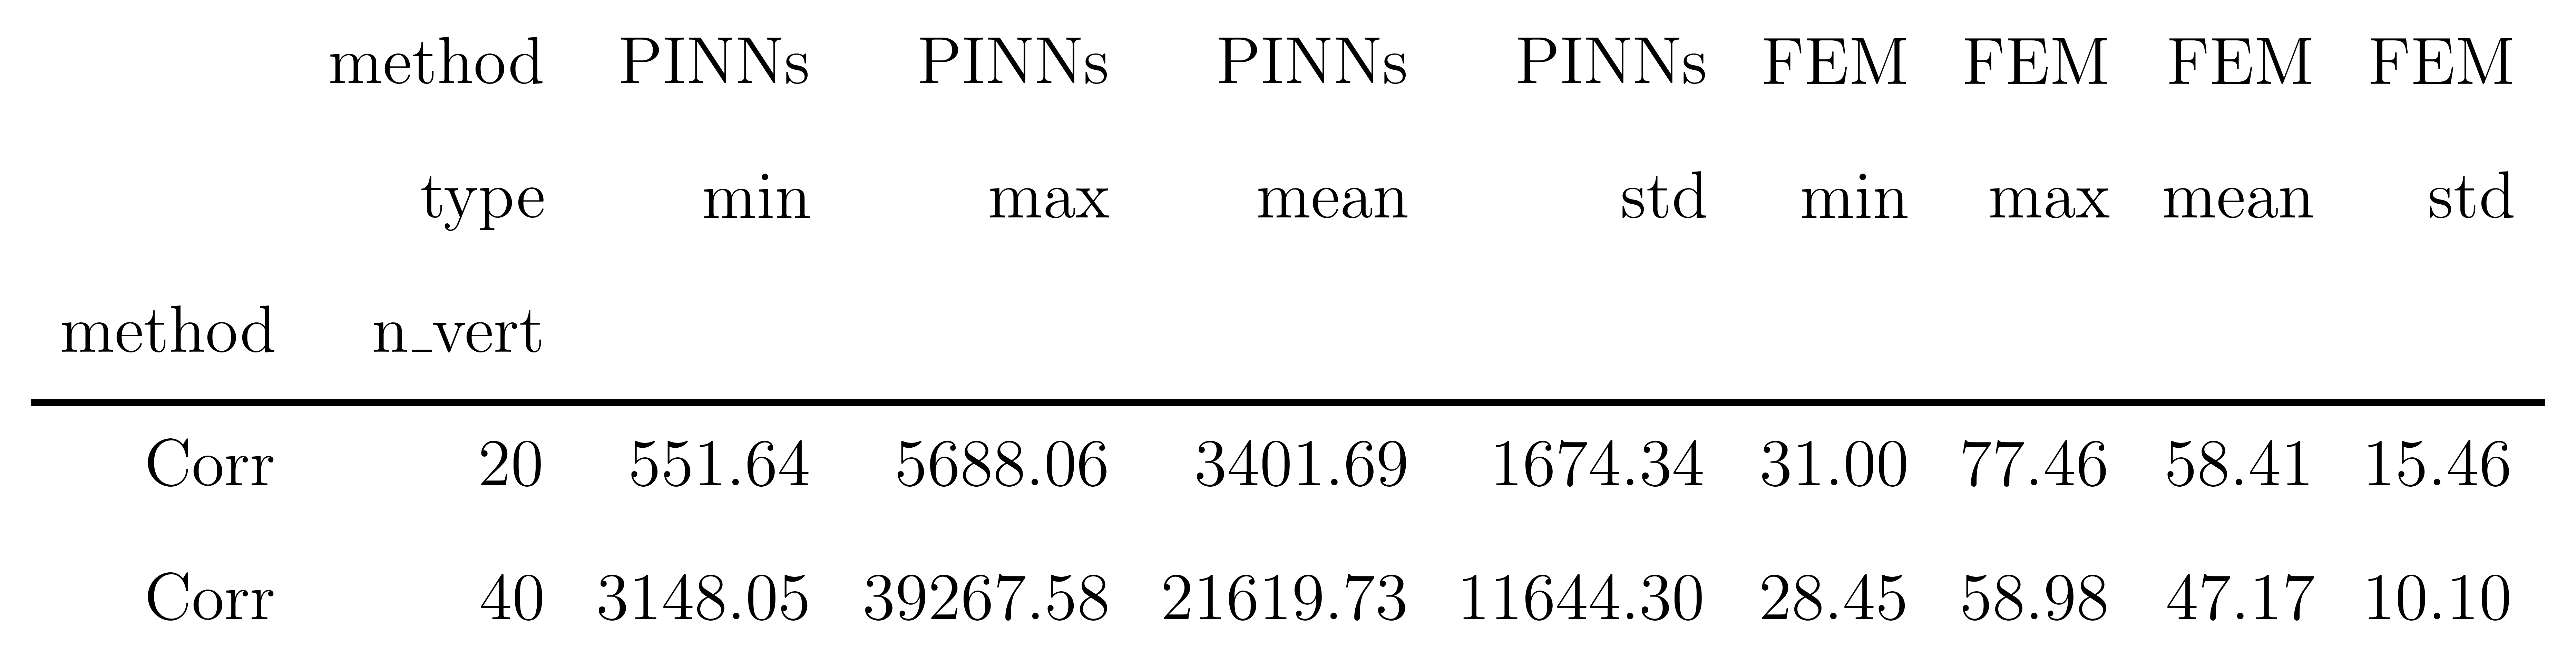 method PINNs PINNs PINNs PINNs FEM FEM FEM FEM
type min max mean std min max mean std
method n_vert
Corr 20 551.64 5688.06 3401.69 1674.34 31.00 77.46 58.41 15.46
Corr 40 3148.05 39267.58 21619.73 11644.30 28.45 58.98 47.17 10.10